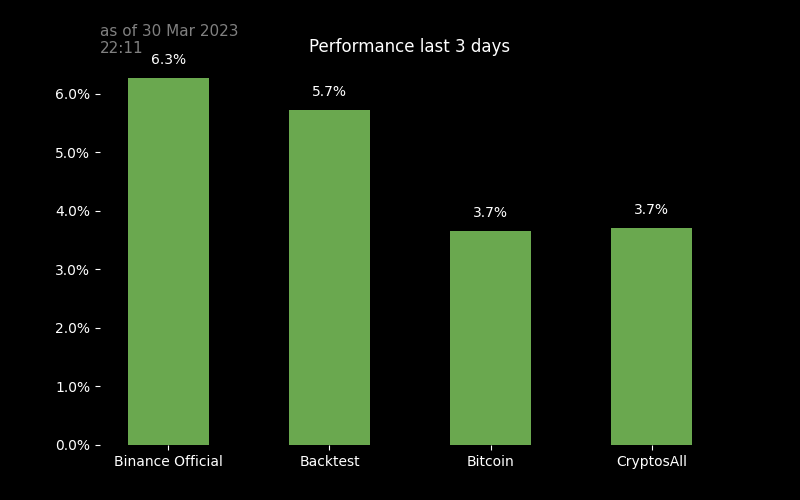 as of 30 Mar 2023
22:11
Performance last 3 days
6.3%
5.7%
3.7%
3.7%
6.0%
5.0%
4.0%
3.0%
2.0%
1.0%
0.0%
Binance Official
Backtest
Bitcoin
CryptosAll